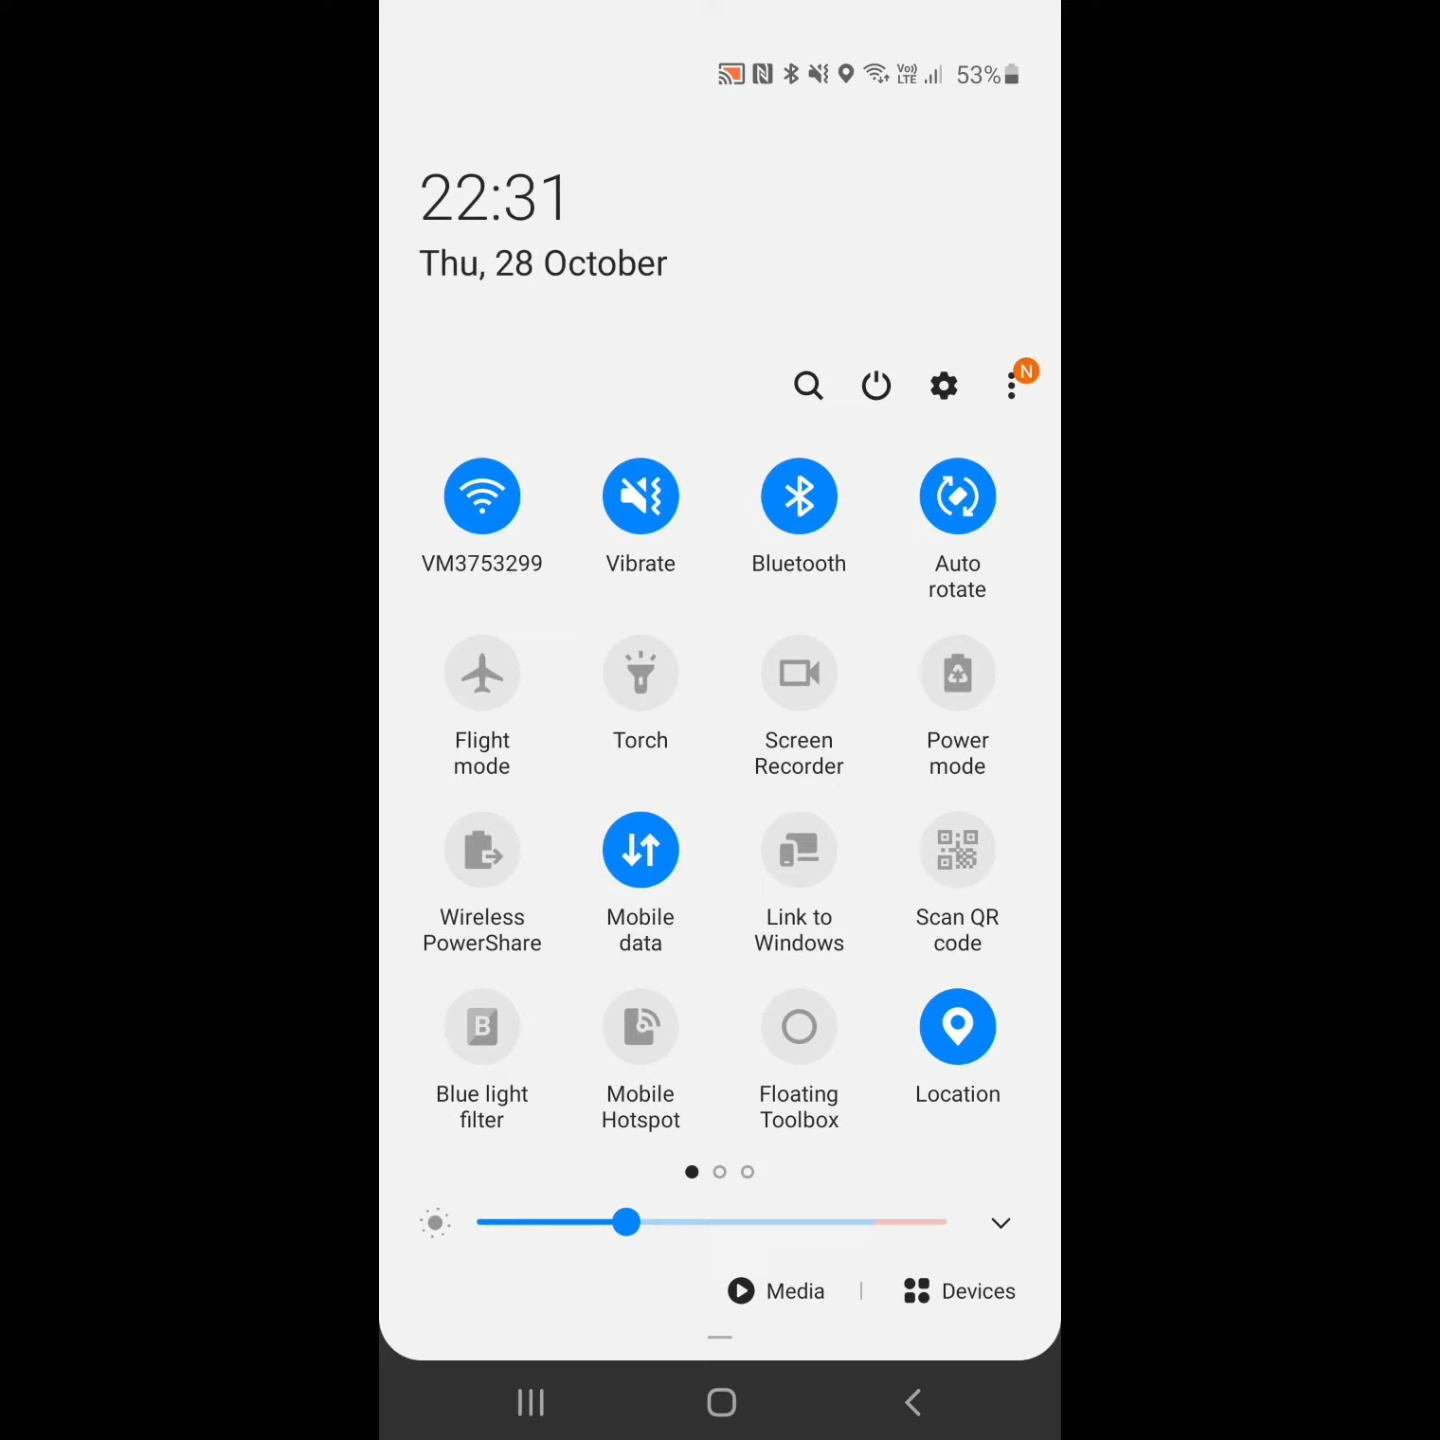 Vo)) LTE 53%
22:31
Thu, 28 October
N
VM3753299 Vibrate Bluetooth Auto rotate
Flight mode Torch Screen Recorder Power mode
Wireless PowerShare Mobile data Link to Windows Scan QR code
B
Blue light filter Mobile Hotspot Floating Toolbox Location
Media | Devices